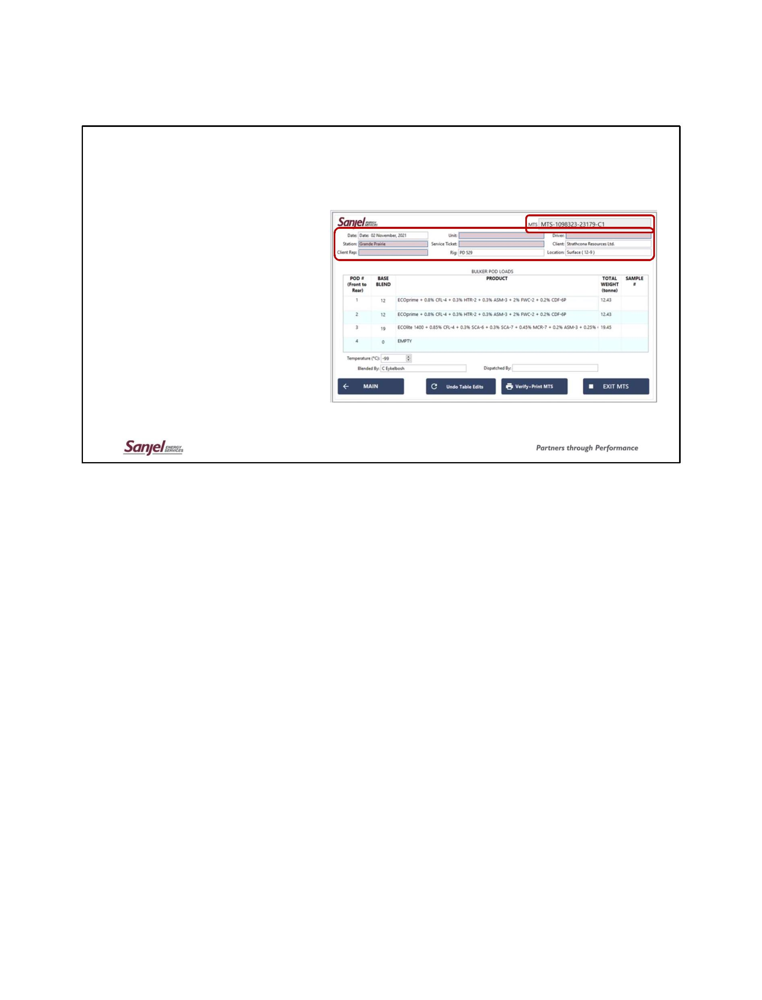 Sanjel ENERGY SERVICES
MTS MTS-1098323-23179-C1
Date: Date: 02 November, 2021 Unit: Driver:
Station: Grande Prairie Service Ticket: Client: Strathcona Resources Ltd.
Client Rep: Rig: PD 529 Location: Surface ( 12-9 )
BULKER POD LOADS
POD # (Front to Rear) BASE BLEND PRODUCT TOTAL WEIGHT (tonne) SAMPLE #
1 12 ECOprime + 0.8% CFL-4 + 0.3% HTR-2 + 0.3% ASM-3 + 2% FWC-2 + 0.2% CDF-6P 12.43
2 12 ECOprime + 0.8% CFL-4 + 0.3% HTR-2 + 0.3% ASM-3 + 2% FWC-2 + 0.2% CDF-6P 12.43
3 19 ECOlite 1400 + 0.85% CFL-4 + 0.3% SCA-6 + 0.3% SCA-7 + 0.45% MCR-7 + 0.2% ASM-3 + 0.25% 19.45
4 0 EMPTY
Temperature (°C): -99
Blended By: C Eykelbosh Dispatched By:
MAIN Undo Table Edits Verify+Print MTS EXIT MTS
Sanjel ENERGY SERVICES
Partners through Performance